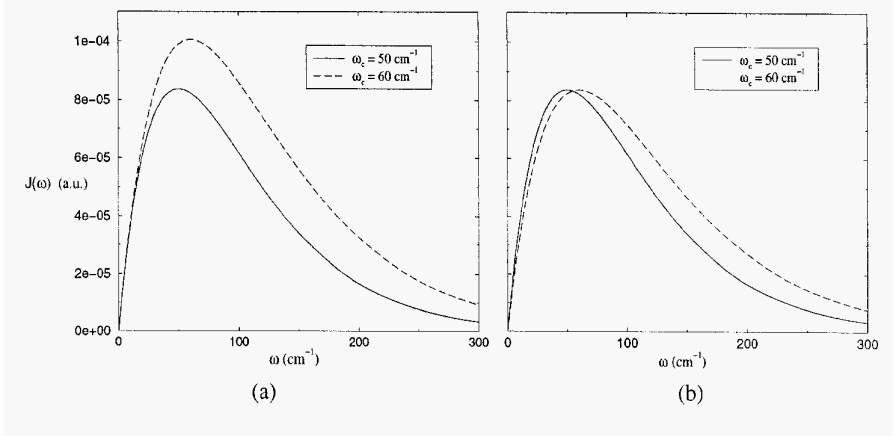 1e−04
8e−05
6e−05
J(ω) (a.u.)
4e−05
2e−05
0e+00
ω_c = 50 cm⁻¹
ω_c = 60 cm⁻¹
0 100 200 300
ω (cm⁻¹)
(a)
ω_c = 50 cm⁻¹
ω_c = 60 cm⁻¹
0 100 200 300
ω (cm⁻¹)
(b)